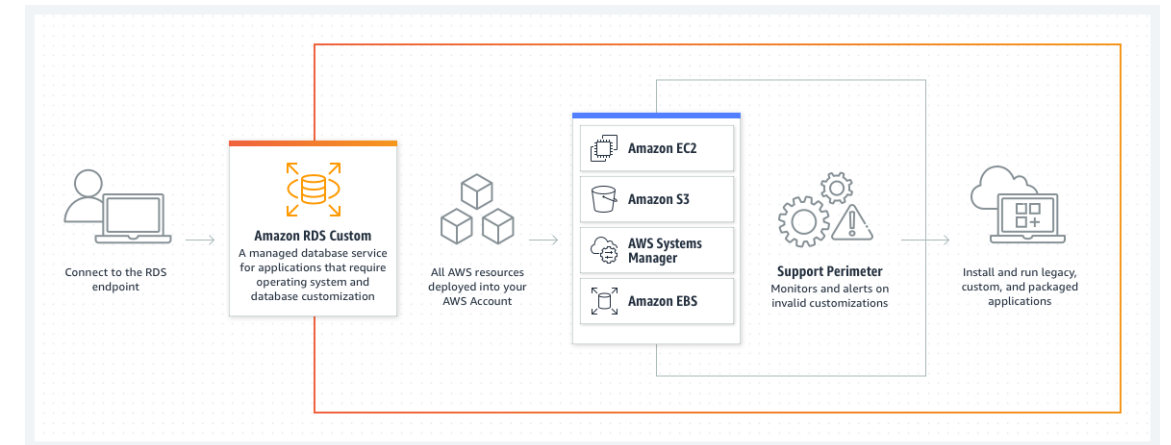 Connect to the RDS
endpoint
Amazon RDS Custom
A managed database service
for applications that require
operating system and
database customization
All AWS resources
deployed into your
AWS Account
Amazon EC2
Amazon S3
AWS Systems
Manager
Amazon EBS
Support Perimeter
Monitors and alerts on
invalid customizations
Install and run legacy,
custom, and packaged
applications